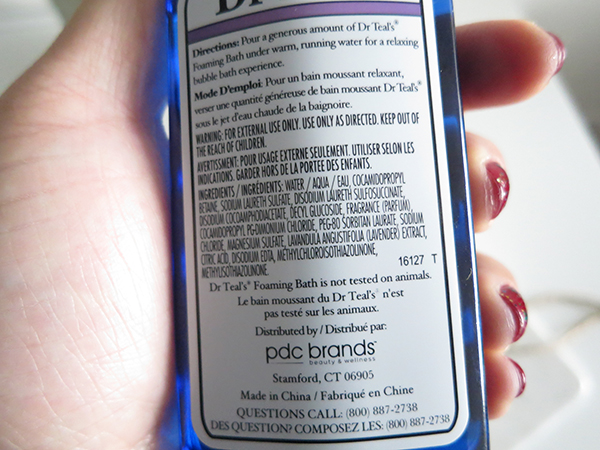 Directions: Pour a generous amount of Dr Teal's®
Foaming Bath under warm, running water for a relaxing
bubble bath experience.
Mode D'emploi: Pour un bain moussant relaxant,
verser une quantité généreuse de bain moussant Dr Teal's®
sous le jet d'eau chaude de la baignoire.
WARNING: FOR EXTERNAL USE ONLY. USE ONLY AS DIRECTED. KEEP OUT OF
THE REACH OF CHILDREN.
AVERTISSMENT: POUR USAGE EXTERNE SEULEMENT. UTILISER SELON LES
INDICATIONS. GARDER HORS DE LA PORTÉE DES ENFANTS.
INGREDIENTS / INGRÉDIENTS: WATER / AQUA / EAU, COCAMIDOPROPYL
BETAINE, SODIUM LAURETH SULFATE, DISODIUM LAURETH SULFOSUCCINATE,
DISODIUM COCOAMPHODIACETATE, DECYL GLUCOSIDE, FRAGRANCE (PARFUM),
COCAMIDOPROPYL PG-DIMONIUM CHLORIDE, PEG-80 SORBITAN LAURATE, SODIUM
CHLORIDE, MAGNESIUM SULFATE, LAVANDULA ANGUSTIFOLIA (LAVENDER) EXTRACT,
CITRIC ACID, DISODIUM EDTA, METHYLCHLOROISOTHIAZOLINONE,
METHYLISOTHIAZOLINONE.
16127 T
Dr Teal's® Foaming Bath is not tested on animals.
Le bain moussant du Dr Teal's® n'est
pas testé sur les animaux.
Distributed by / Distribué par:
pdc brands™
beauty & wellness
Stamford, CT 06905
Made in China / Fabriqué en Chine
QUESTIONS CALL: (800) 887-2738
DES QUESTION? COMPOSEZ LES: (800) 887-2738